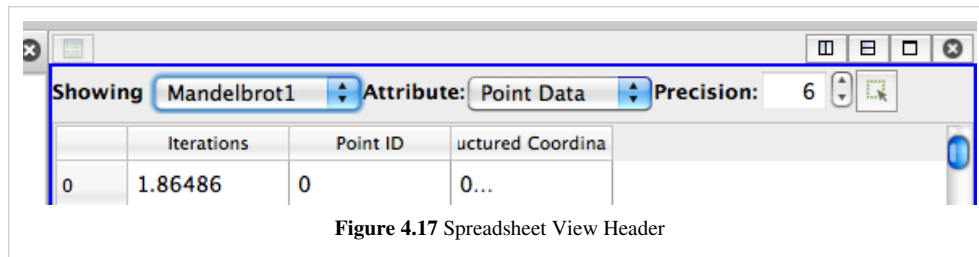 Showing Mandelbrot1 Attribute: Point Data Precision: 6
Iterations Point ID uctured Coordina
0 1.86486 0 0...
Figure 4.17 Spreadsheet View Header